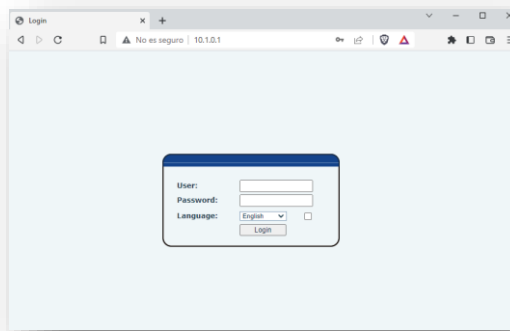 Login
No es seguro | 10.1.0.1
User:
Password:
Language: English
Login